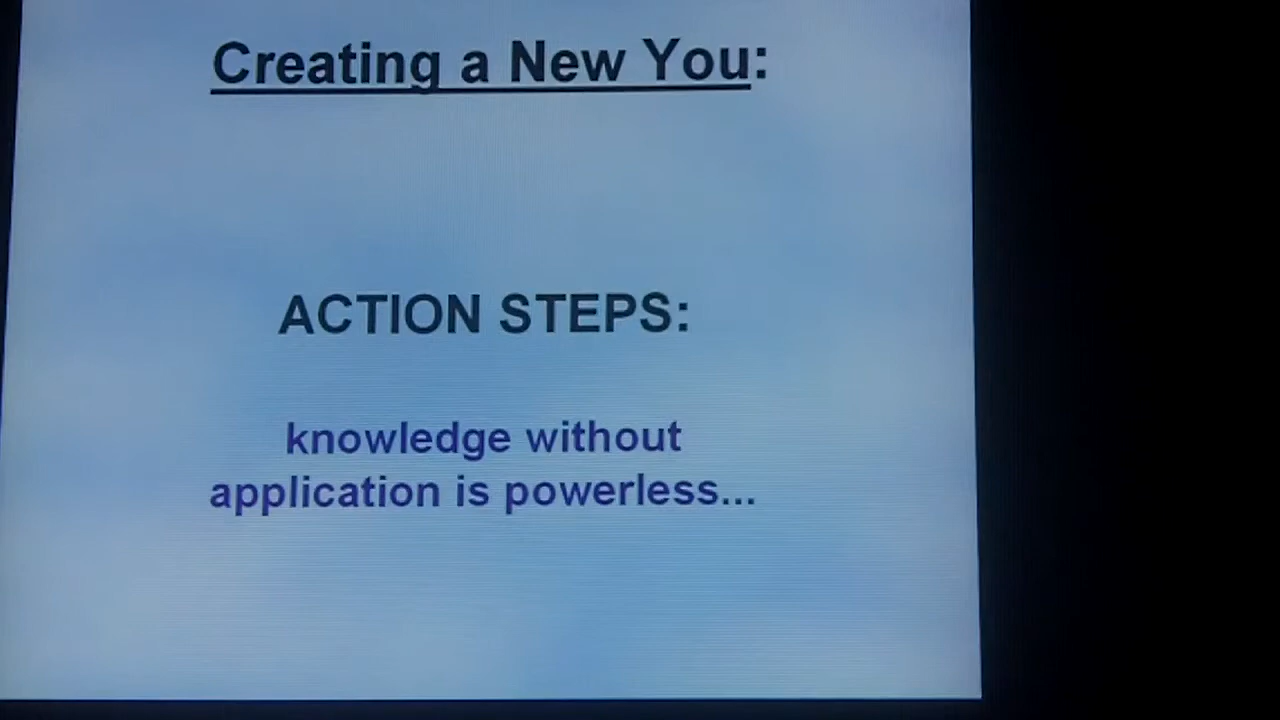 Creating a New You:
ACTION STEPS:
knowledge without
application is powerless...